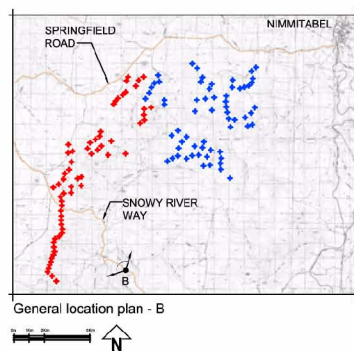 NIMMITABEL
SPRINGFIELD
ROAD
SNOWY RIVER
WAY
B
General location plan - B
N